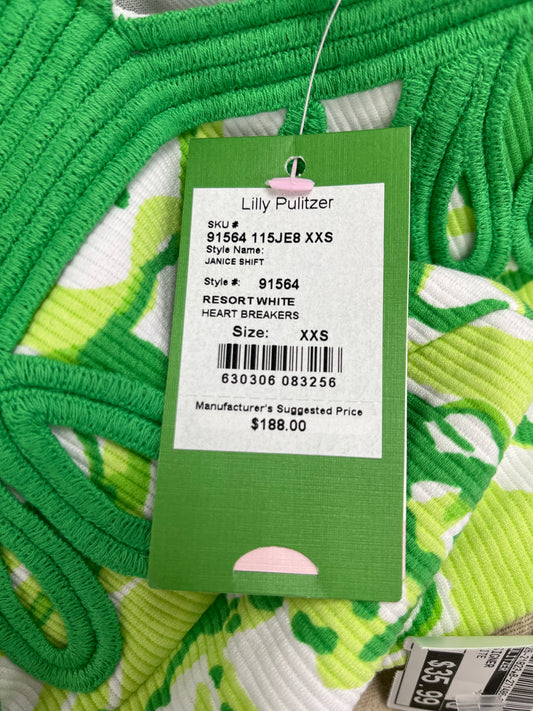 Lilly Pulitzer
SKU #
91564 115JE8 XXS
Style Name:
JANICE SHIFT
Style #: 91564
RESORT WHITE
HEART BREAKERS
Size: XXS
630306 083256
Manufacturer's Suggested Price
$188.00
$35.99